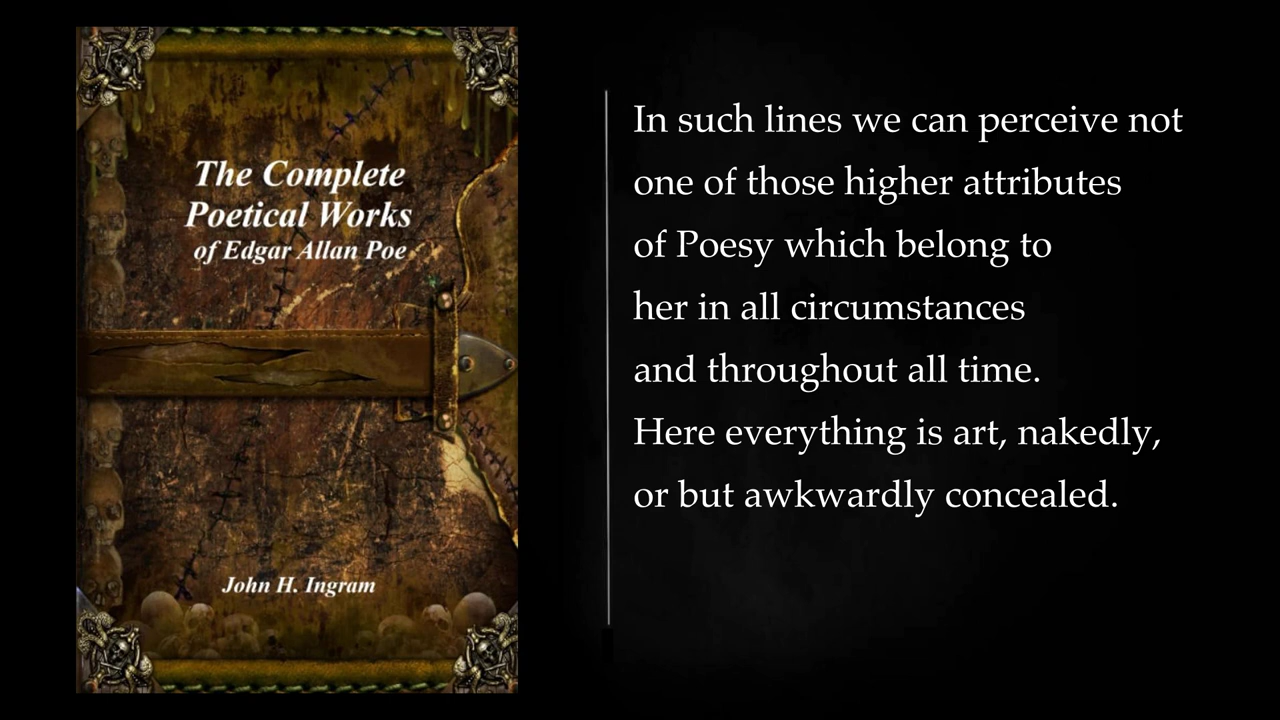 The Complete
Poetical Works
of Edgar Allan Poe
John H. Ingram
In such lines we can perceive not
one of those higher attributes
of Poesy which belong to
her in all circumstances
and throughout all time.
Here everything is art, nakedly,
or but awkwardly concealed.